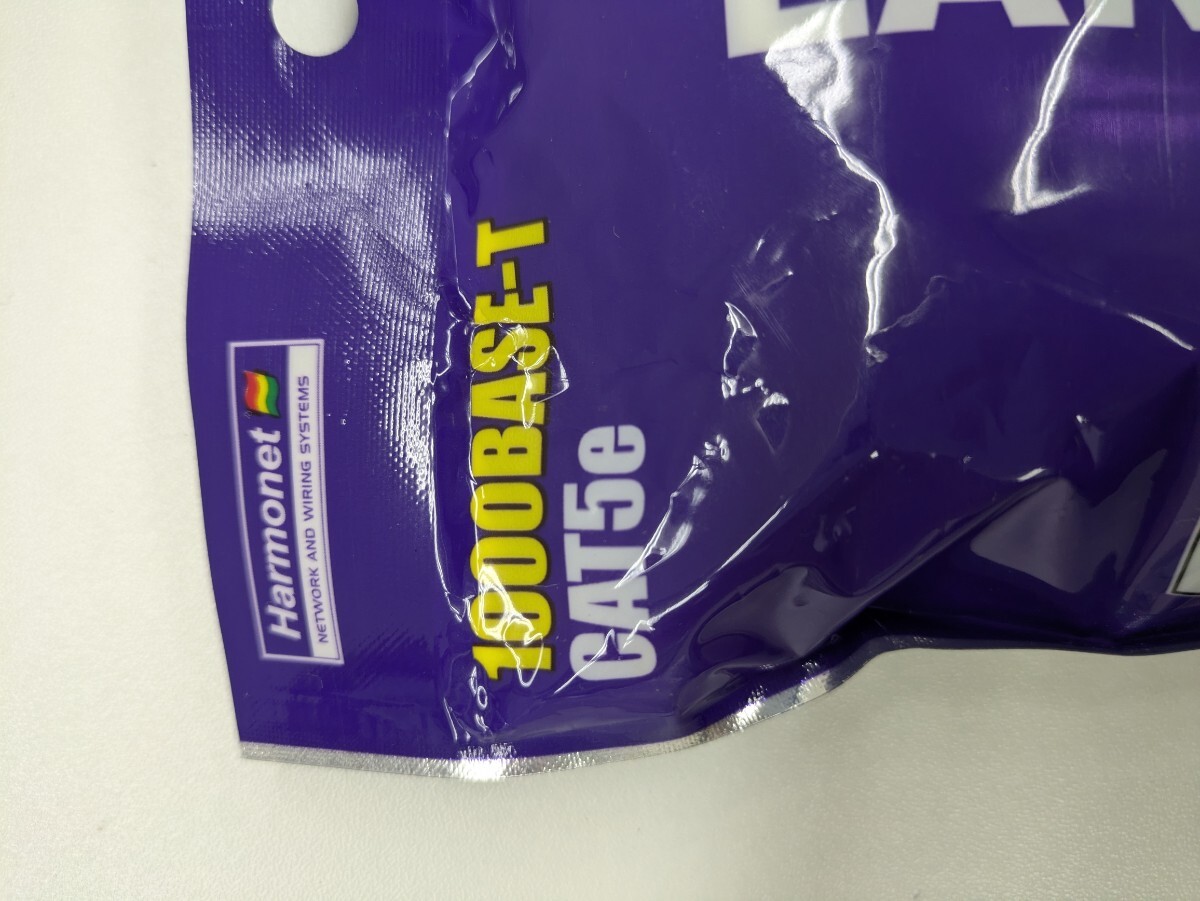 Harmonet
NETWORK AND WIRING SYSTEMS
1000BASE-T
CAT5e